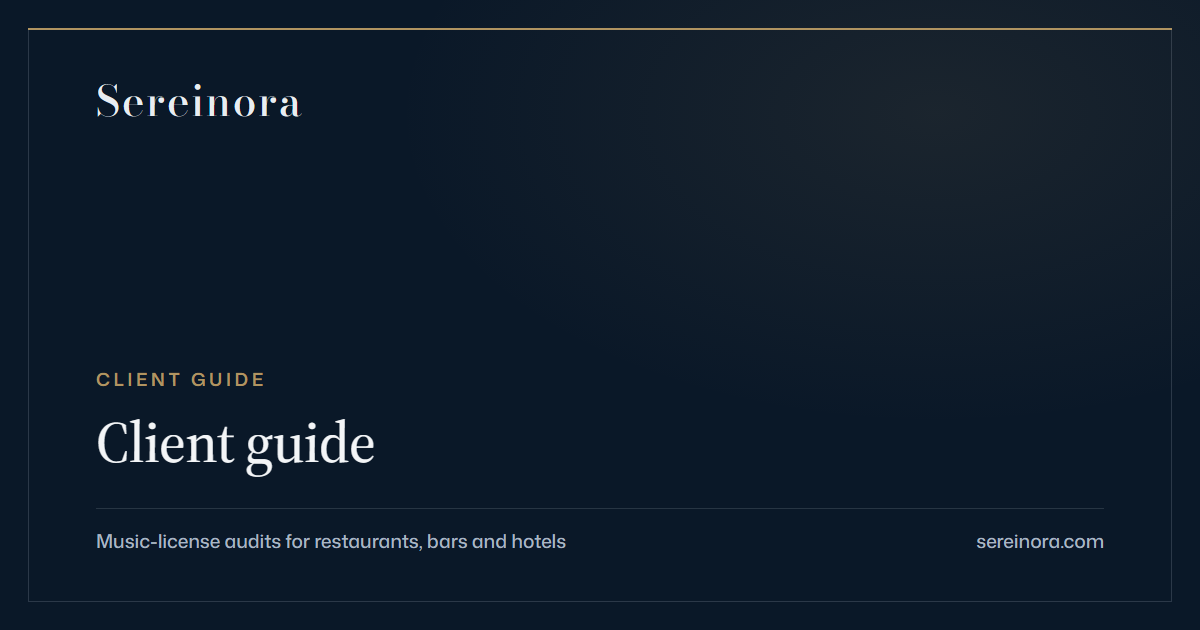 Sereinora
CLIENT GUIDE
Client guide
Music-license audits for restaurants, bars and hotels
sereinora.com